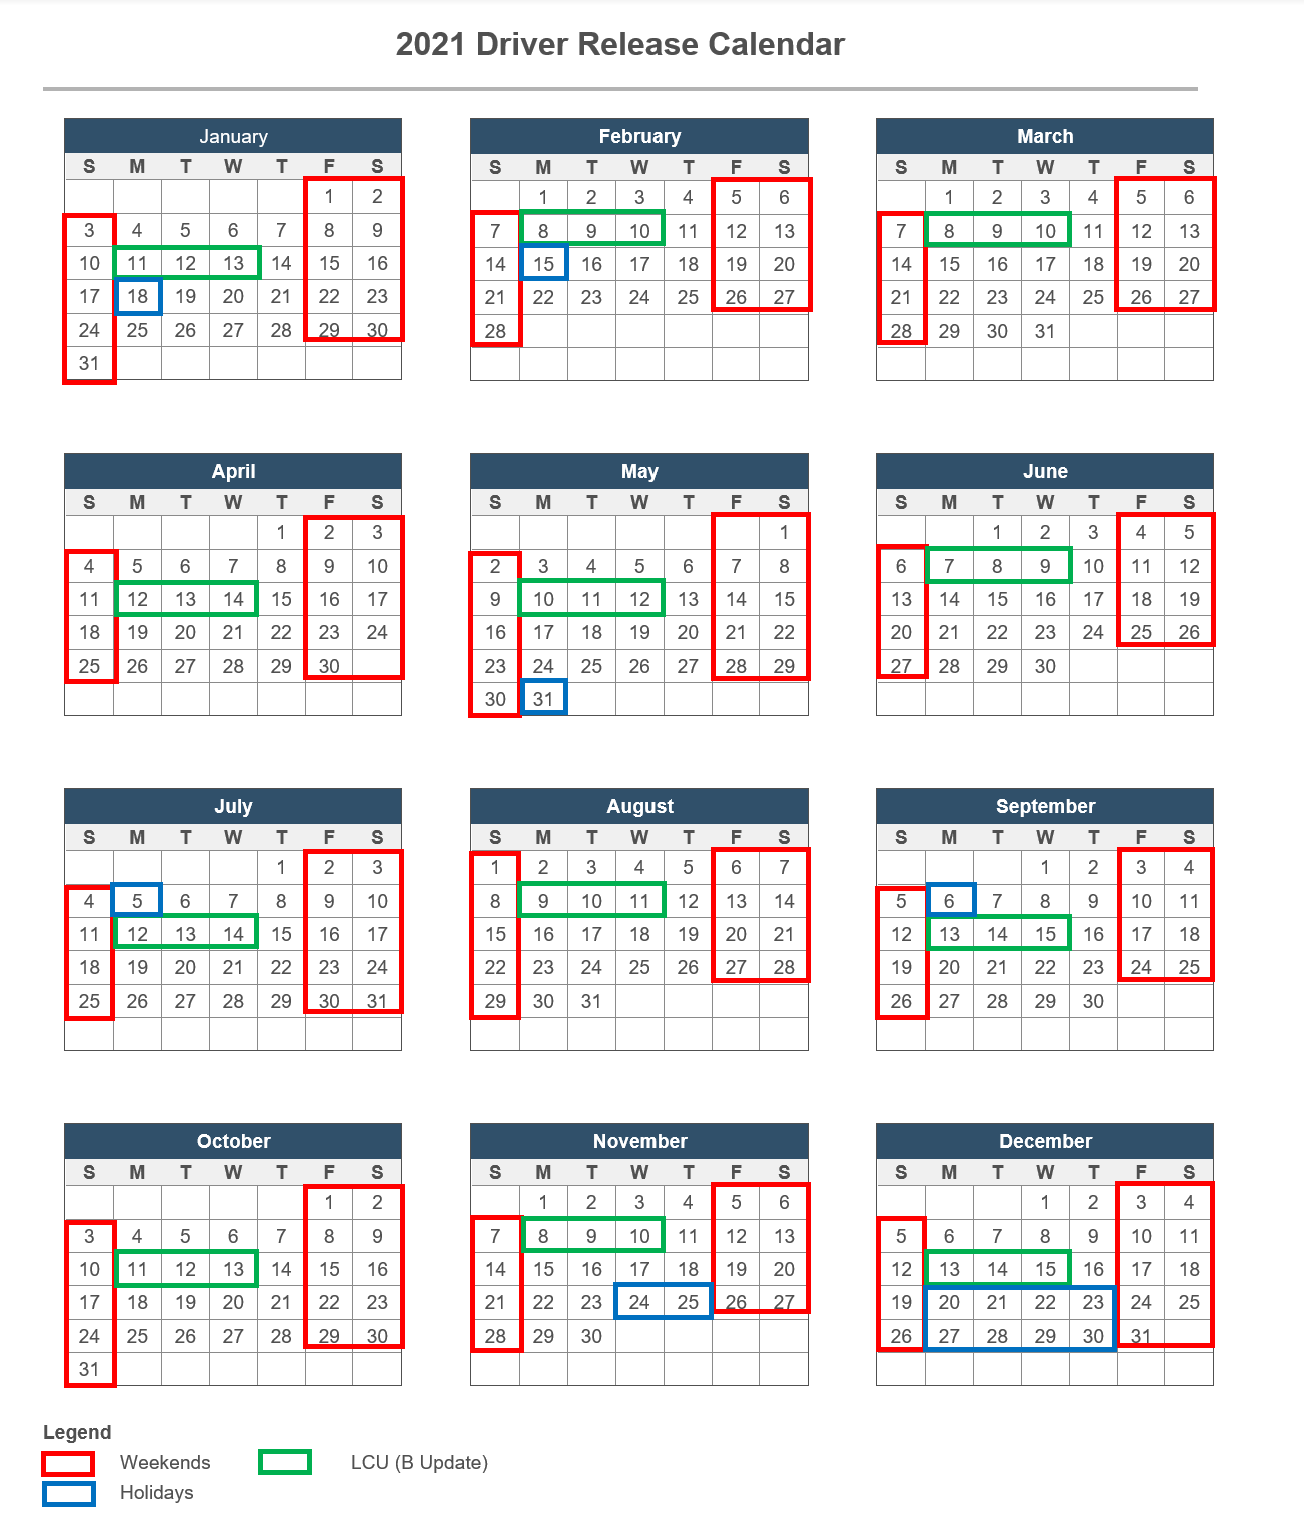 2021 Driver Release Calendar
January
S M T W T F S
1 2
3 4 5 6 7 8 9
10 11 12 13 14 15 16
17 18 19 20 21 22 23
24 25 26 27 28 29 30
31
February
S M T W T F S
1 2 3 4 5 6
7 8 9 10 11 12 13
14 15 16 17 18 19 20
21 22 23 24 25 26 27
28
March
S M T W T F S
1 2 3 4 5 6
7 8 9 10 11 12 13
14 15 16 17 18 19 20
21 22 23 24 25 26 27
28 29 30 31
April
S M T W T F S
1 2 3
4 5 6 7 8 9 10
11 12 13 14 15 16 17
18 19 20 21 22 23 24
25 26 27 28 29 30
May
S M T W T F S
1
2 3 4 5 6 7 8
9 10 11 12 13 14 15
16 17 18 19 20 21 22
23 24 25 26 27 28 29
30 31
June
S M T W T F S
1 2 3 4 5
6 7 8 9 10 11 12
13 14 15 16 17 18 19
20 21 22 23 24 25 26
27 28 29 30
July
S M T W T F S
1 2 3
4 5 6 7 8 9 10
11 12 13 14 15 16 17
18 19 20 21 22 23 24
25 26 27 28 29 30 31
August
S M T W T F S
1 2 3 4 5 6 7
8 9 10 11 12 13 14
15 16 17 18 19 20 21
22 23 24 25 26 27 28
29 30 31
September
S M T W T F S
1 2 3 4
5 6 7 8 9 10 11
12 13 14 15 16 17 18
19 20 21 22 23 24 25
26 27 28 29 30
October
S M T W T F S
1 2
3 4 5 6 7 8 9
10 11 12 13 14 15 16
17 18 19 20 21 22 23
24 25 26 27 28 29 30
31
November
S M T W T F S
1 2 3 4 5 6
7 8 9 10 11 12 13
14 15 16 17 18 19 20
21 22 23 24 25 26 27
28 29 30
December
S M T W T F S
1 2 3 4
5 6 7 8 9 10 11
12 13 14 15 16 17 18
19 20 21 22 23 24 25
26 27 28 29 30 31
Legend
Weekends LCU (B Update)
Holidays